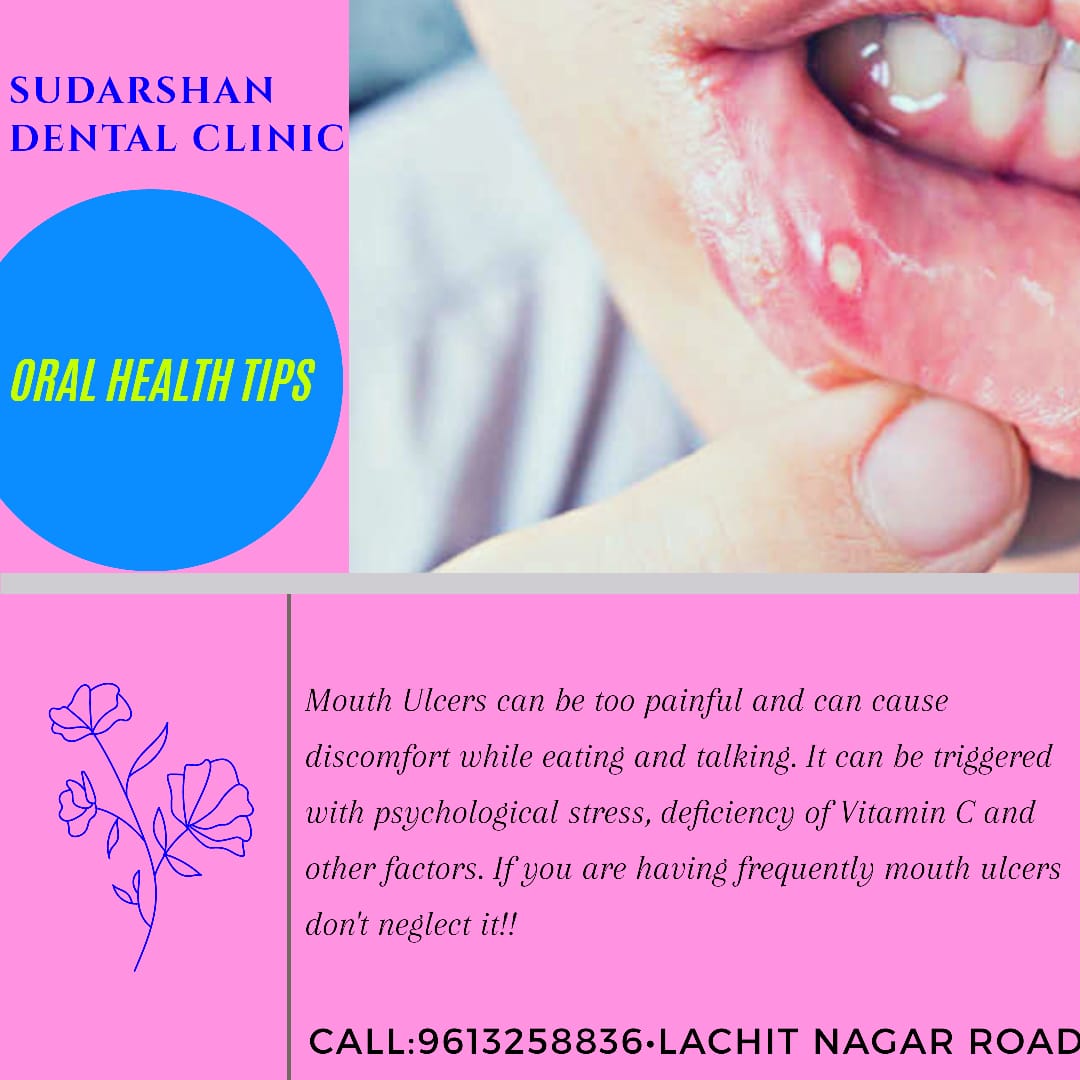 SUDARSHAN
DENTAL CLINIC
ORAL HEALTH TIPS
Mouth Ulcers can be too painful and can cause
discomfort while eating and talking. It can be triggered
with psychological stress, deficiency of Vitamin C and
other factors. If you are having frequently mouth ulcers
don't neglect it!!
CALL:9613258836•LACHIT NAGAR ROAD